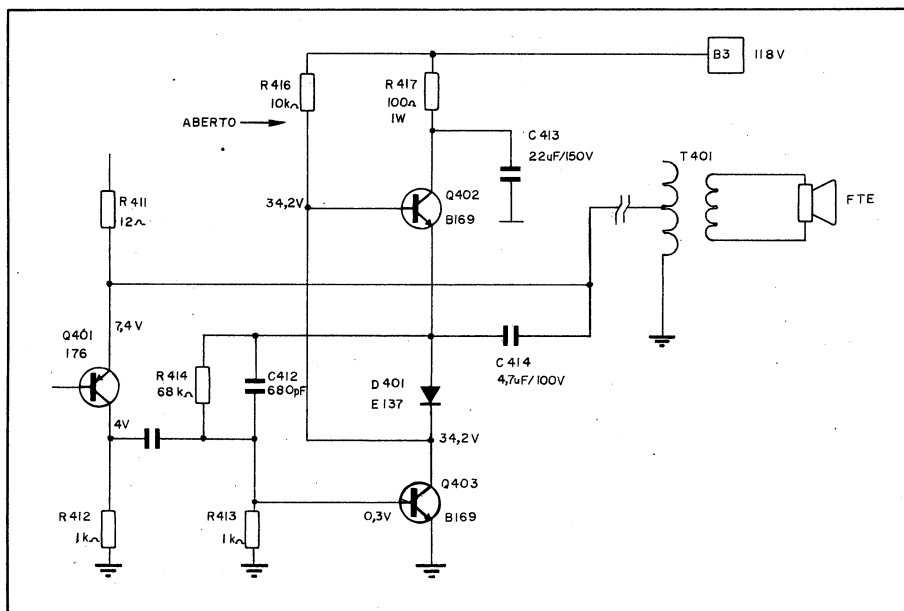 B3 118V
R416
10kΩ
R417
100Ω
1W
ABERTO
C413
22uF/150V
T401
Q402
B169
34,2V
FTE
R411
12Ω
7,4V
Q401
176
R414
68kΩ
C412
680pF
C414
4,7uF/100V
D401
E137
4V
34,2V
Q403
B169
0,3V
R412
1kΩ
R413
1kΩ